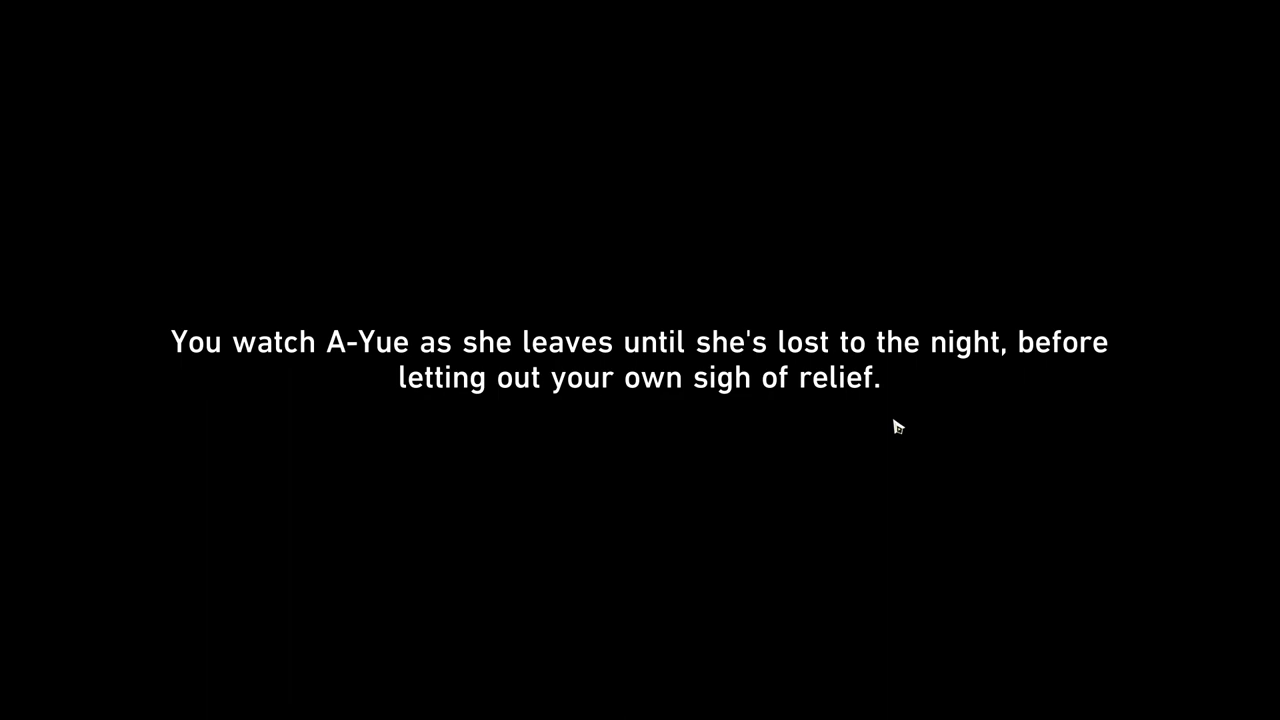 You watch A-Yue as she leaves until she's lost to the night, before
letting out your own sigh of relief.